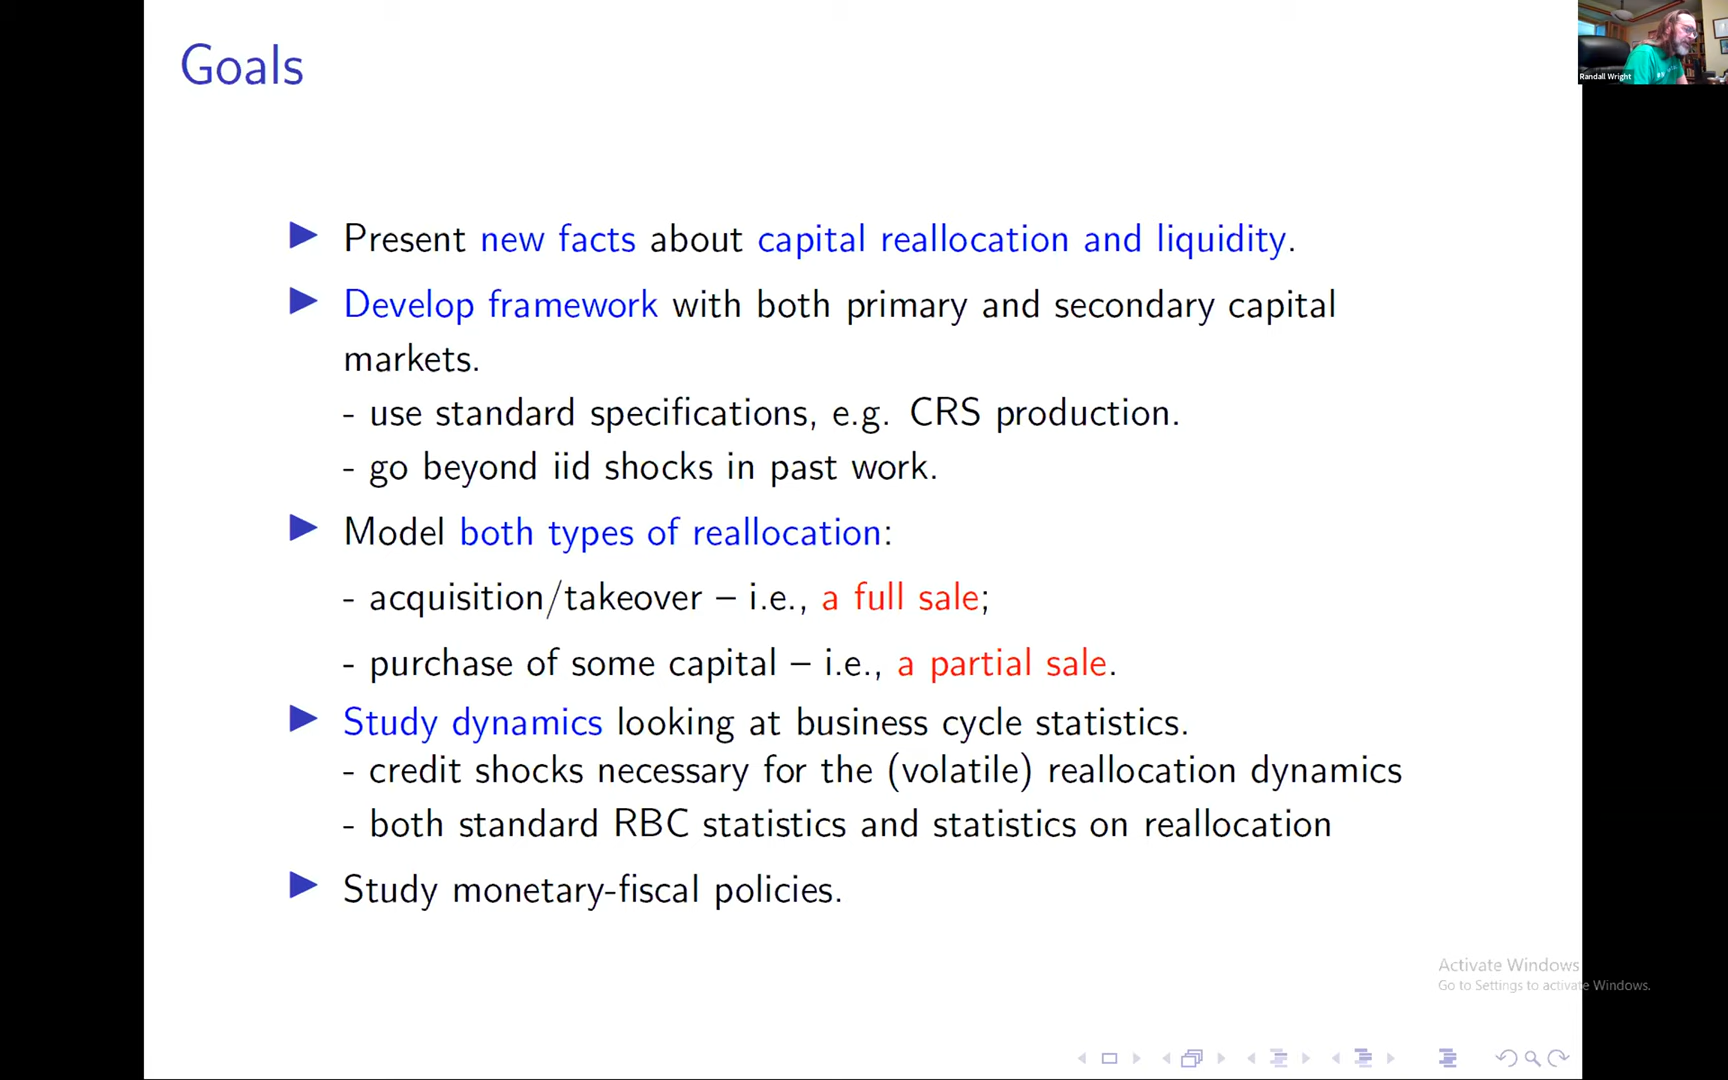 Goals
Randall Wright
Present new facts about capital reallocation and liquidity.
Develop framework with both primary and secondary capital
markets.
- use standard specifications, e.g. CRS production.
- go beyond iid shocks in past work.
Model both types of reallocation:
- acquisition/takeover – i.e., a full sale;
- purchase of some capital – i.e., a partial sale.
Study dynamics looking at business cycle statistics.
- credit shocks necessary for the (volatile) reallocation dynamics
- both standard RBC statistics and statistics on reallocation
Study monetary-fiscal policies.
Activate Windows
Go to Settings to activate Windows.